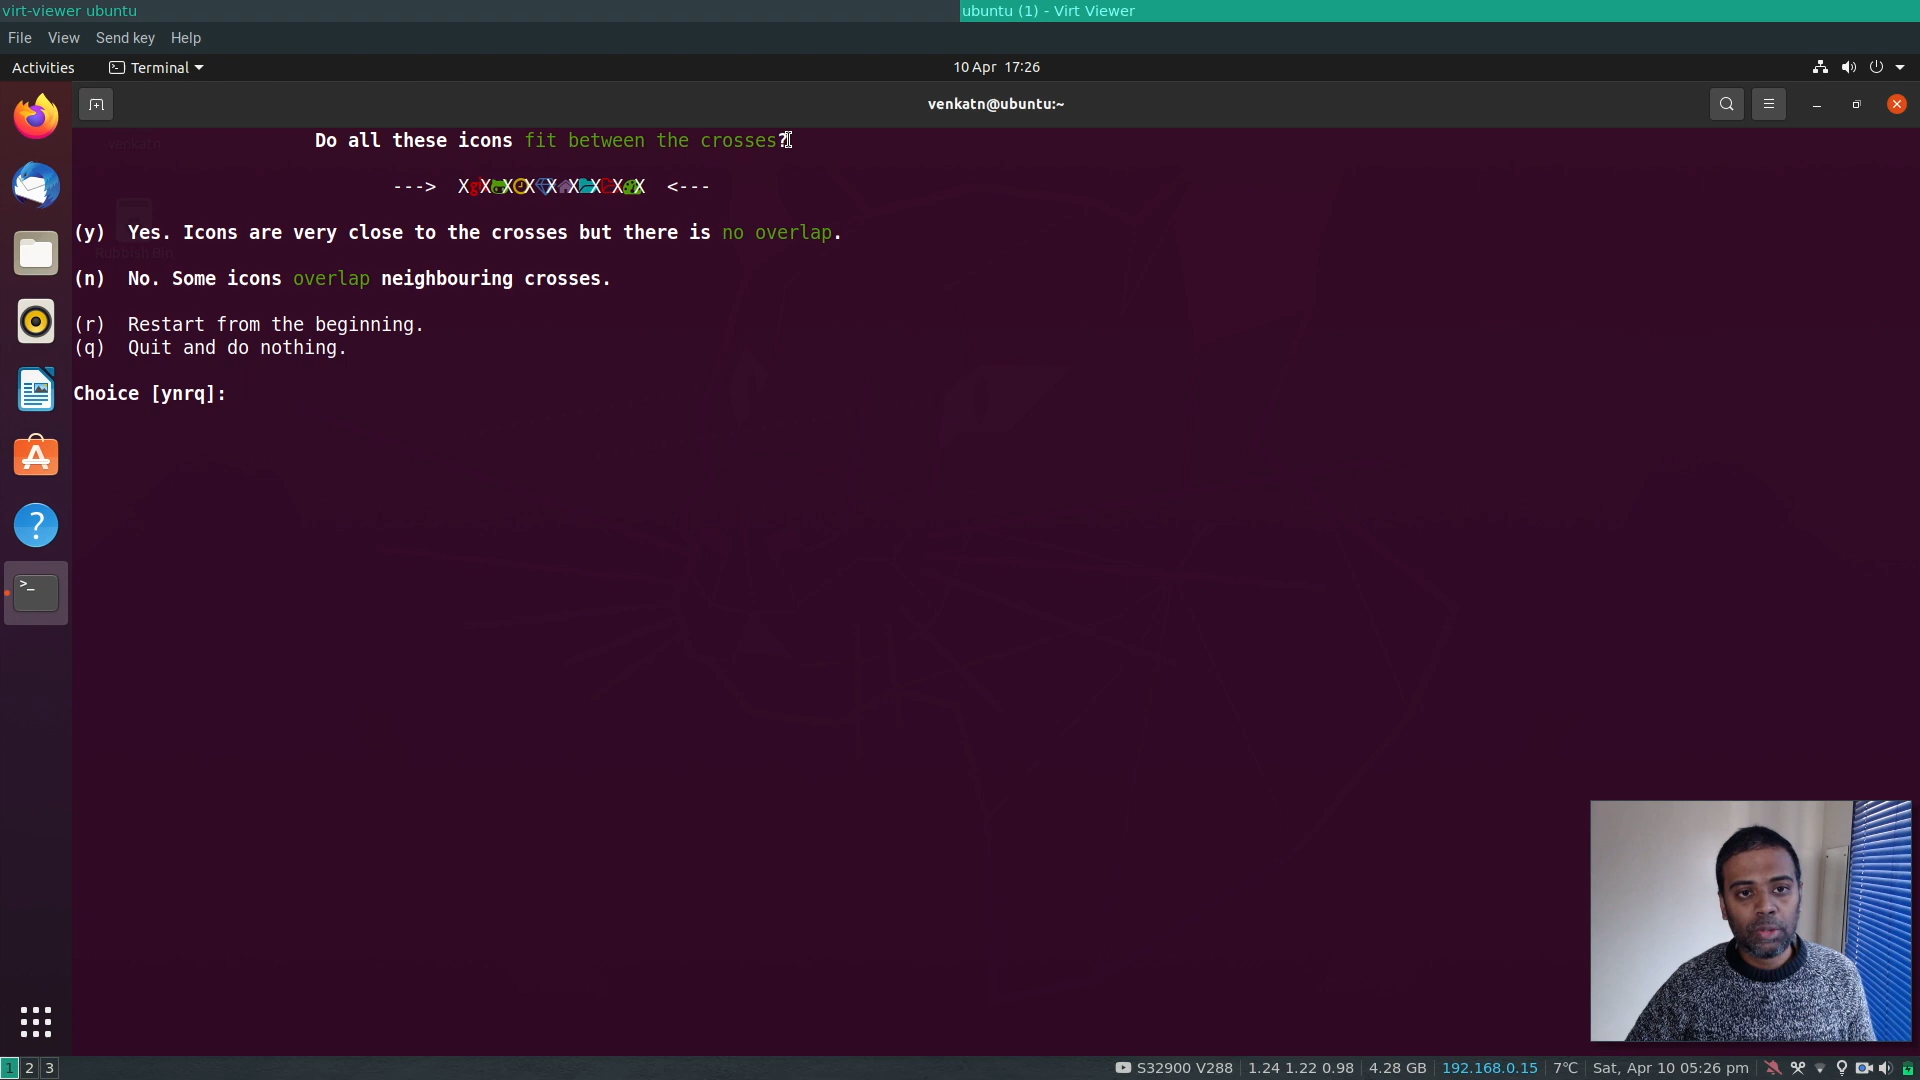 virt-viewer ubuntu
ubuntu (1) - Virt Viewer
File View Send key Help
Activities Terminal 10 Apr 17:26
venkatn@ubuntu:~
Do all these icons fit between the crosses?
---> XXXXXXXXX <---
(y) Yes. Icons are very close to the crosses but there is no overlap.
(n) No. Some icons overlap neighbouring crosses.
(r) Restart from the beginning.
(q) Quit and do nothing.
Choice [ynrq]:
venkatn
Rubbish Bin
1 2 3
S32900 V288 1.24 1.22 0.98 4.28 GB 192.168.0.15 7°C Sat, Apr 10 05:26 pm